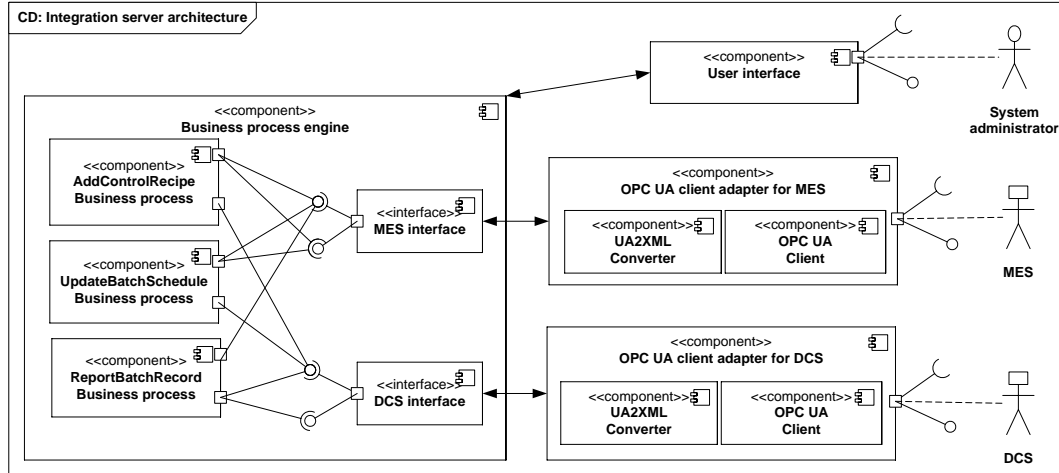 CD: Integration server architecture
<<component>>
User interface
System
administrator
<<component>>
Business process engine
<<component>>
AddControlRecipe
Business process
<<component>>
UpdateBatchSchedule
Business process
<<component>>
ReportBatchRecord
Business process
<<interface>>
MES interface
<<interface>>
DCS interface
<<component>>
OPC UA client adapter for MES
<<component>>
UA2XML
Converter
<<component>>
OPC UA
Client
MES
<<component>>
OPC UA client adapter for DCS
<<component>>
UA2XML
Converter
<<component>>
OPC UA
Client
DCS